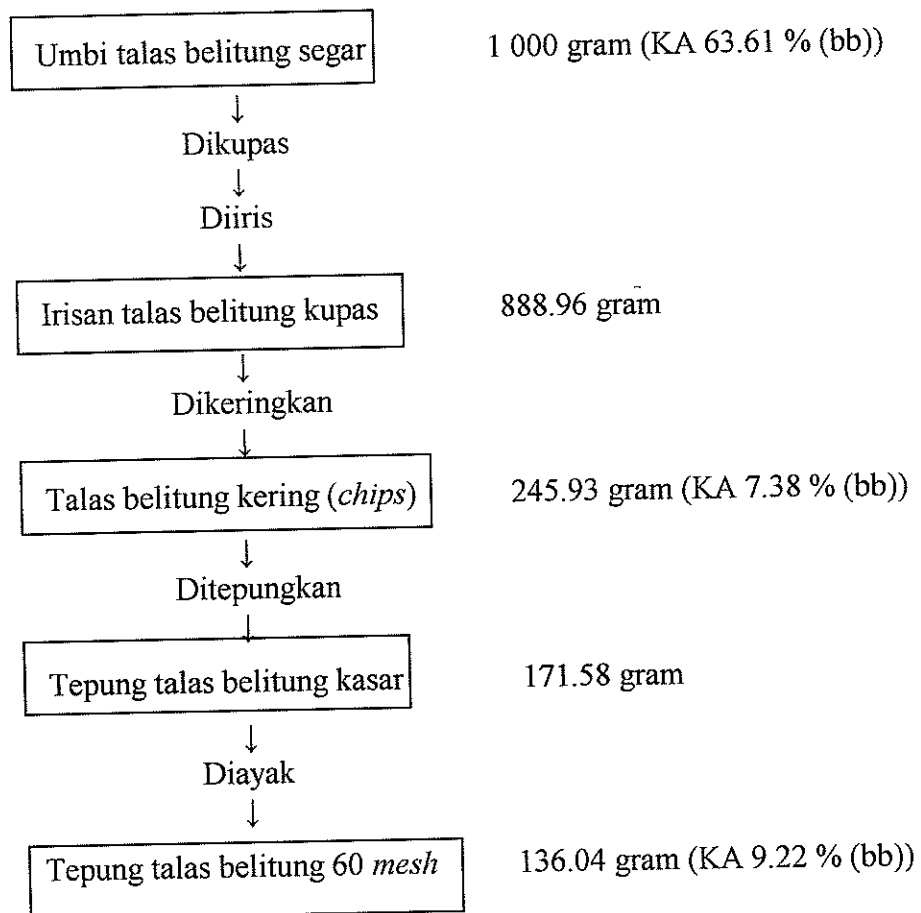 Umbi talas belitung segar 1 000 gram (KA 63.61 % (bb))
↓
Dikupas
↓
Diiris
↓
Irisan talas belitung kupas 888.96 gram
↓
Dikeringkan
↓
Talas belitung kering (chips) 245.93 gram (KA 7.38 % (bb))
↓
Ditepungkan
↓
Tepung talas belitung kasar 171.58 gram
↓
Diayak
↓
Tepung talas belitung 60 mesh 136.04 gram (KA 9.22 % (bb))